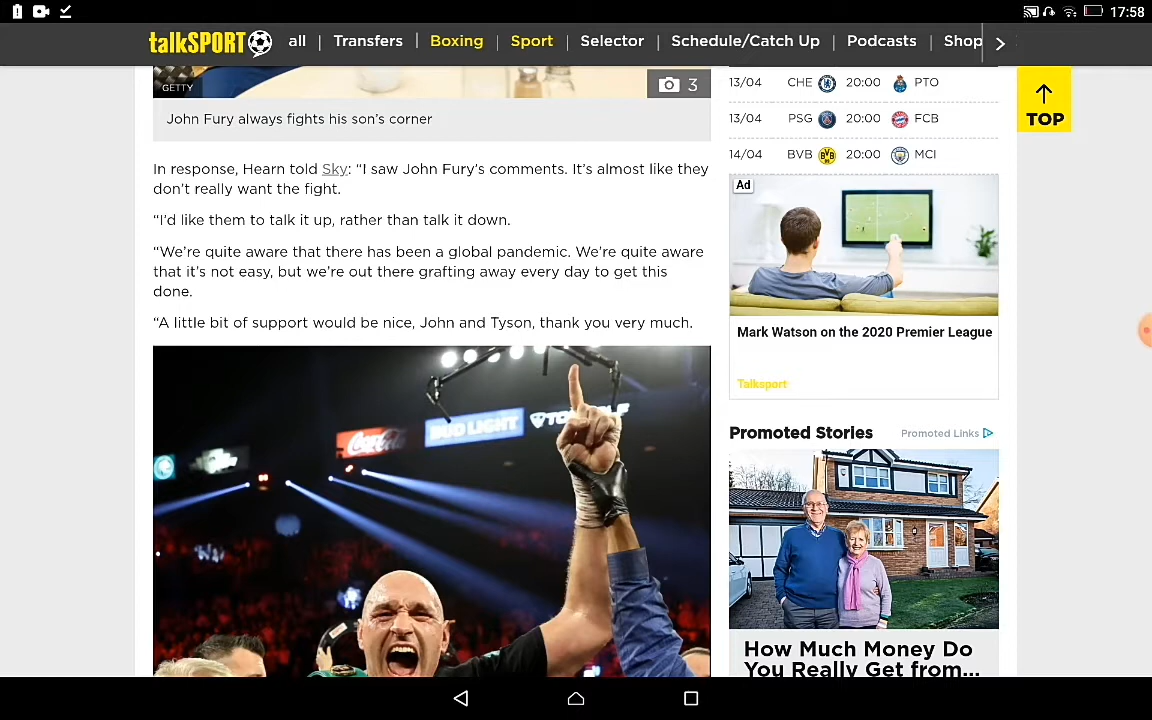 17:58
talkSPORT all | Transfers | Boxing | Sport | Selector | Schedule/Catch Up | Podcasts | Shop
GETTY
3
John Fury always fights his son's corner
In response, Hearn told Sky: “I saw John Fury’s comments. It’s almost like they
don’t really want the fight.
“I’d like them to talk it up, rather than talk it down.
“We’re quite aware that there has been a global pandemic. We’re quite aware
that it’s not easy, but we’re out there grafting away every day to get this
done.
“A little bit of support would be nice, John and Tyson, thank you very much.
Coca-Cola
BUD LIGHT
13/04 CHE 20:00 PTO
13/04 PSG 20:00 FCB
14/04 BVB BVB 09 20:00 MCI
Ad
Mark Watson on the 2020 Premier League
Talksport
Promoted Stories Promoted Links
How Much Money Do
You Really Get from...
TOP